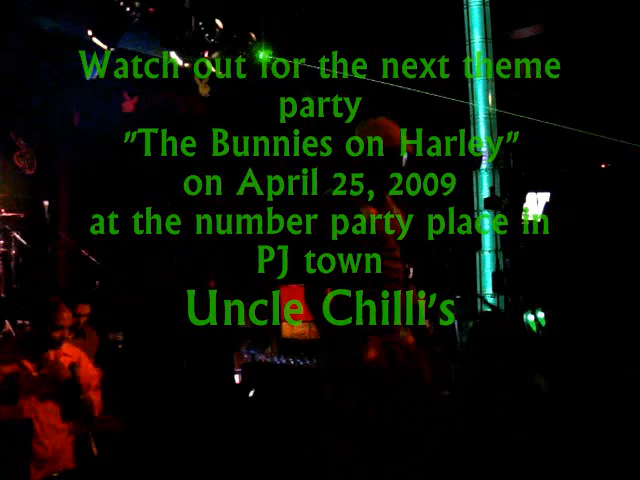 Watch out for the next theme
party
"The Bunnies on Harley"
on April 25, 2009
at the number party place in
PJ town
Uncle Chilli's